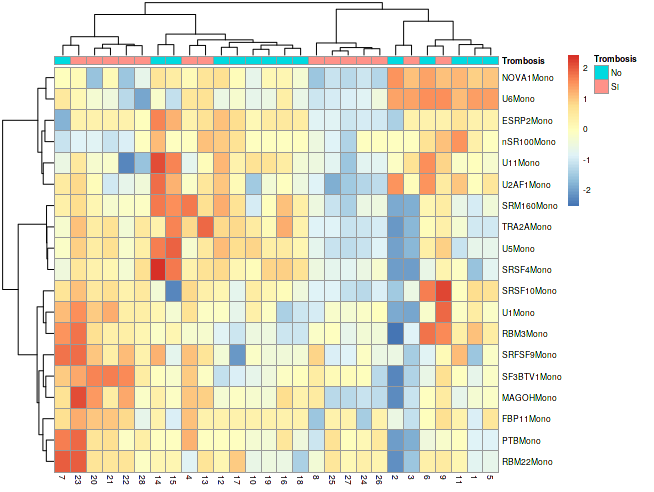 Trombosis
NOVA1Mono
U6Mono
ESRP2Mono
nSR100Mono
U11Mono
U2AF1Mono
SRM160Mono
TRA2AMono
U5Mono
SRSF4Mono
SRSF10Mono
U1Mono
RBM3Mono
SRFSF9Mono
SF3BTV1Mono
MAGOHMono
FBP11Mono
PTBMono
RBM22Mono
7 23 20 21 22 28 14 15 4 13 12 17 10 19 16 18 8 25 27 24 26 2 3 6 9 11 1 5
2
1
0
-1
-2
Trombosis
No
SI